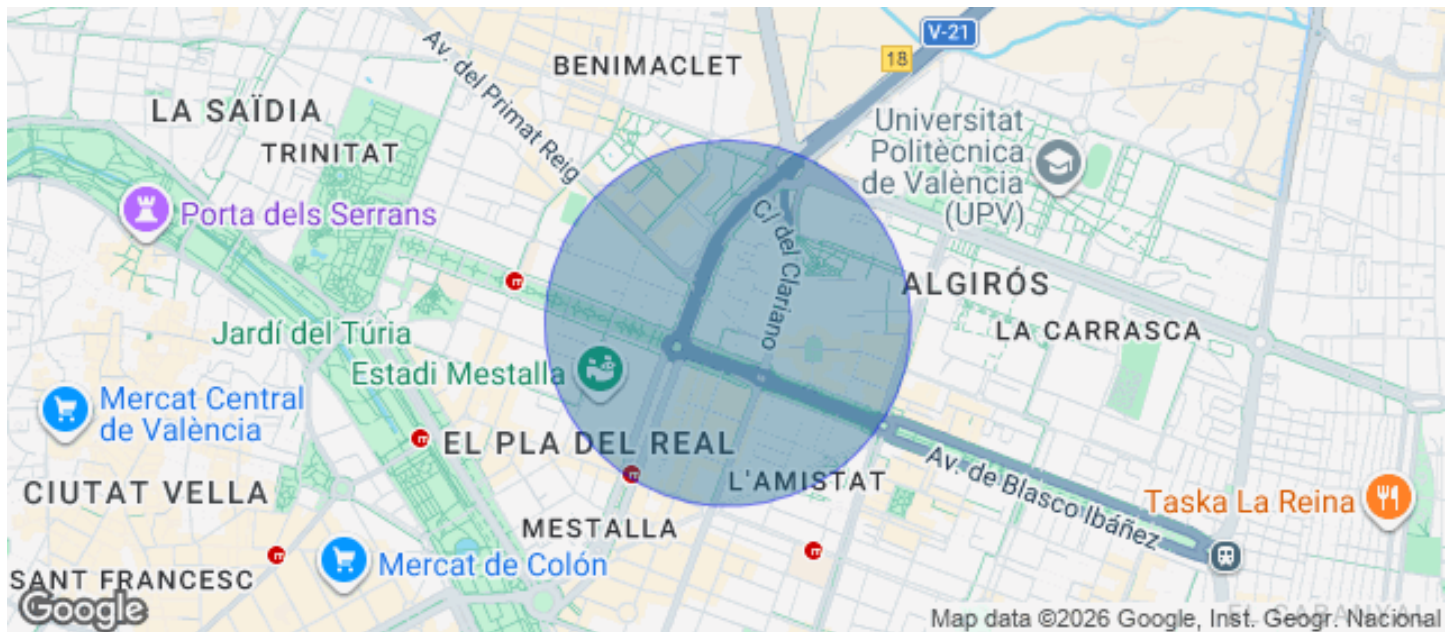 V-21
18
BENIMACLET
Av. del Primat Reig
LA SAÏDIA
TRINITAT
Universitat
Politècnica
de València
(UPV)
Porta dels Serrans
C/ del Clariano
ALGIRÓS
LA CARRASCA
Jardí del Túria
Estadi Mestalla
Mercat Central
de València
EL PLA DEL REAL
L'AMISTAT
Av. de Blasco Ibáñez
CIUTAT VELLA
Taska La Reina
MESTALLA
Mercat de Colón
SANT FRANCESC
Google
Map data ©2026 Google, Inst. Geogr. Nacional